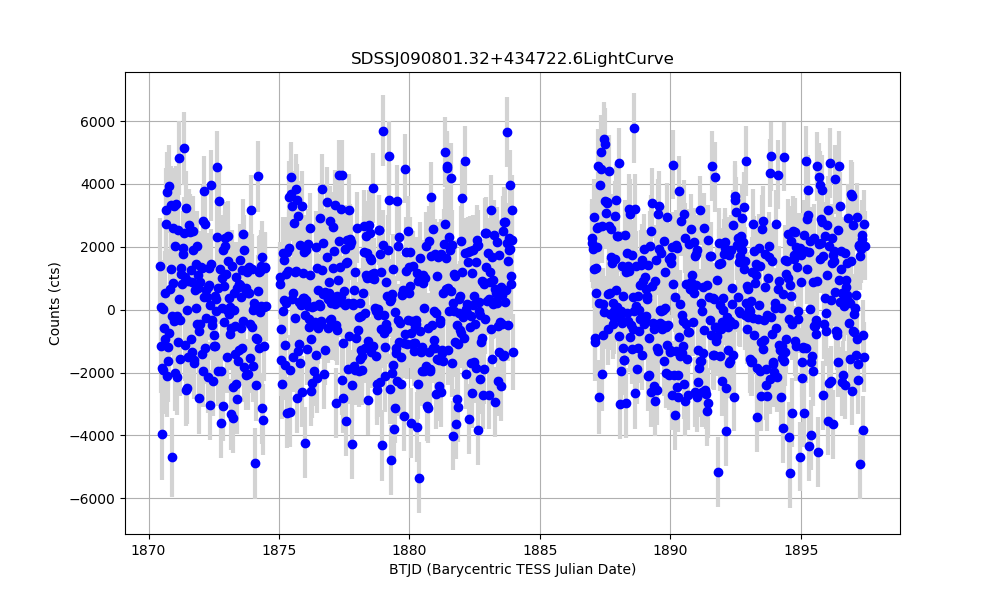 SDSSJ090801.32+434722.6LightCurve
6000
4000
2000
0
−2000
−4000
−6000
Counts (cts)
1870 1875 1880 1885 1890 1895
BTJD (Barycentric TESS Julian Date)